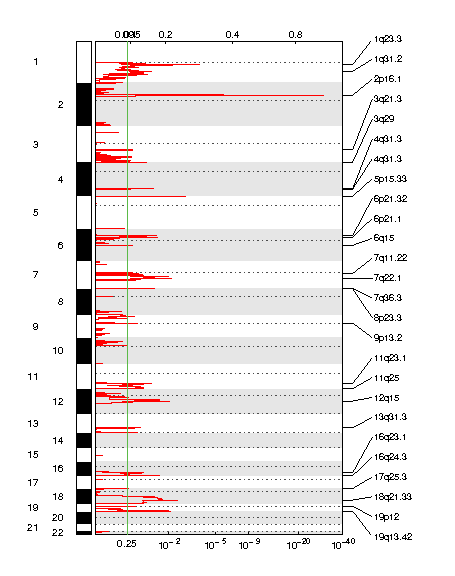 0.04 0.2 0.4 0.8
1
2
3
4
5
6
7
8
9
10
11
12
13
14
15
16
17
18
19
20
21
22
1q23.3
1q31.2
2p16.1
3q21.3
3q29
4q31.3
4q31.3
5p15.33
6p21.32
6p21.1
6q15
7q11.22
7q22.1
7q36.3
8p23.3
9p13.2
11q23.1
11q25
12q15
13q31.3
16q23.1
16q24.3
17q25.3
18q21.33
19p12
19q13.42
0.25 10⁻² 10⁻⁵ 10⁻⁹ 10⁻²⁰ 10⁻⁴⁰